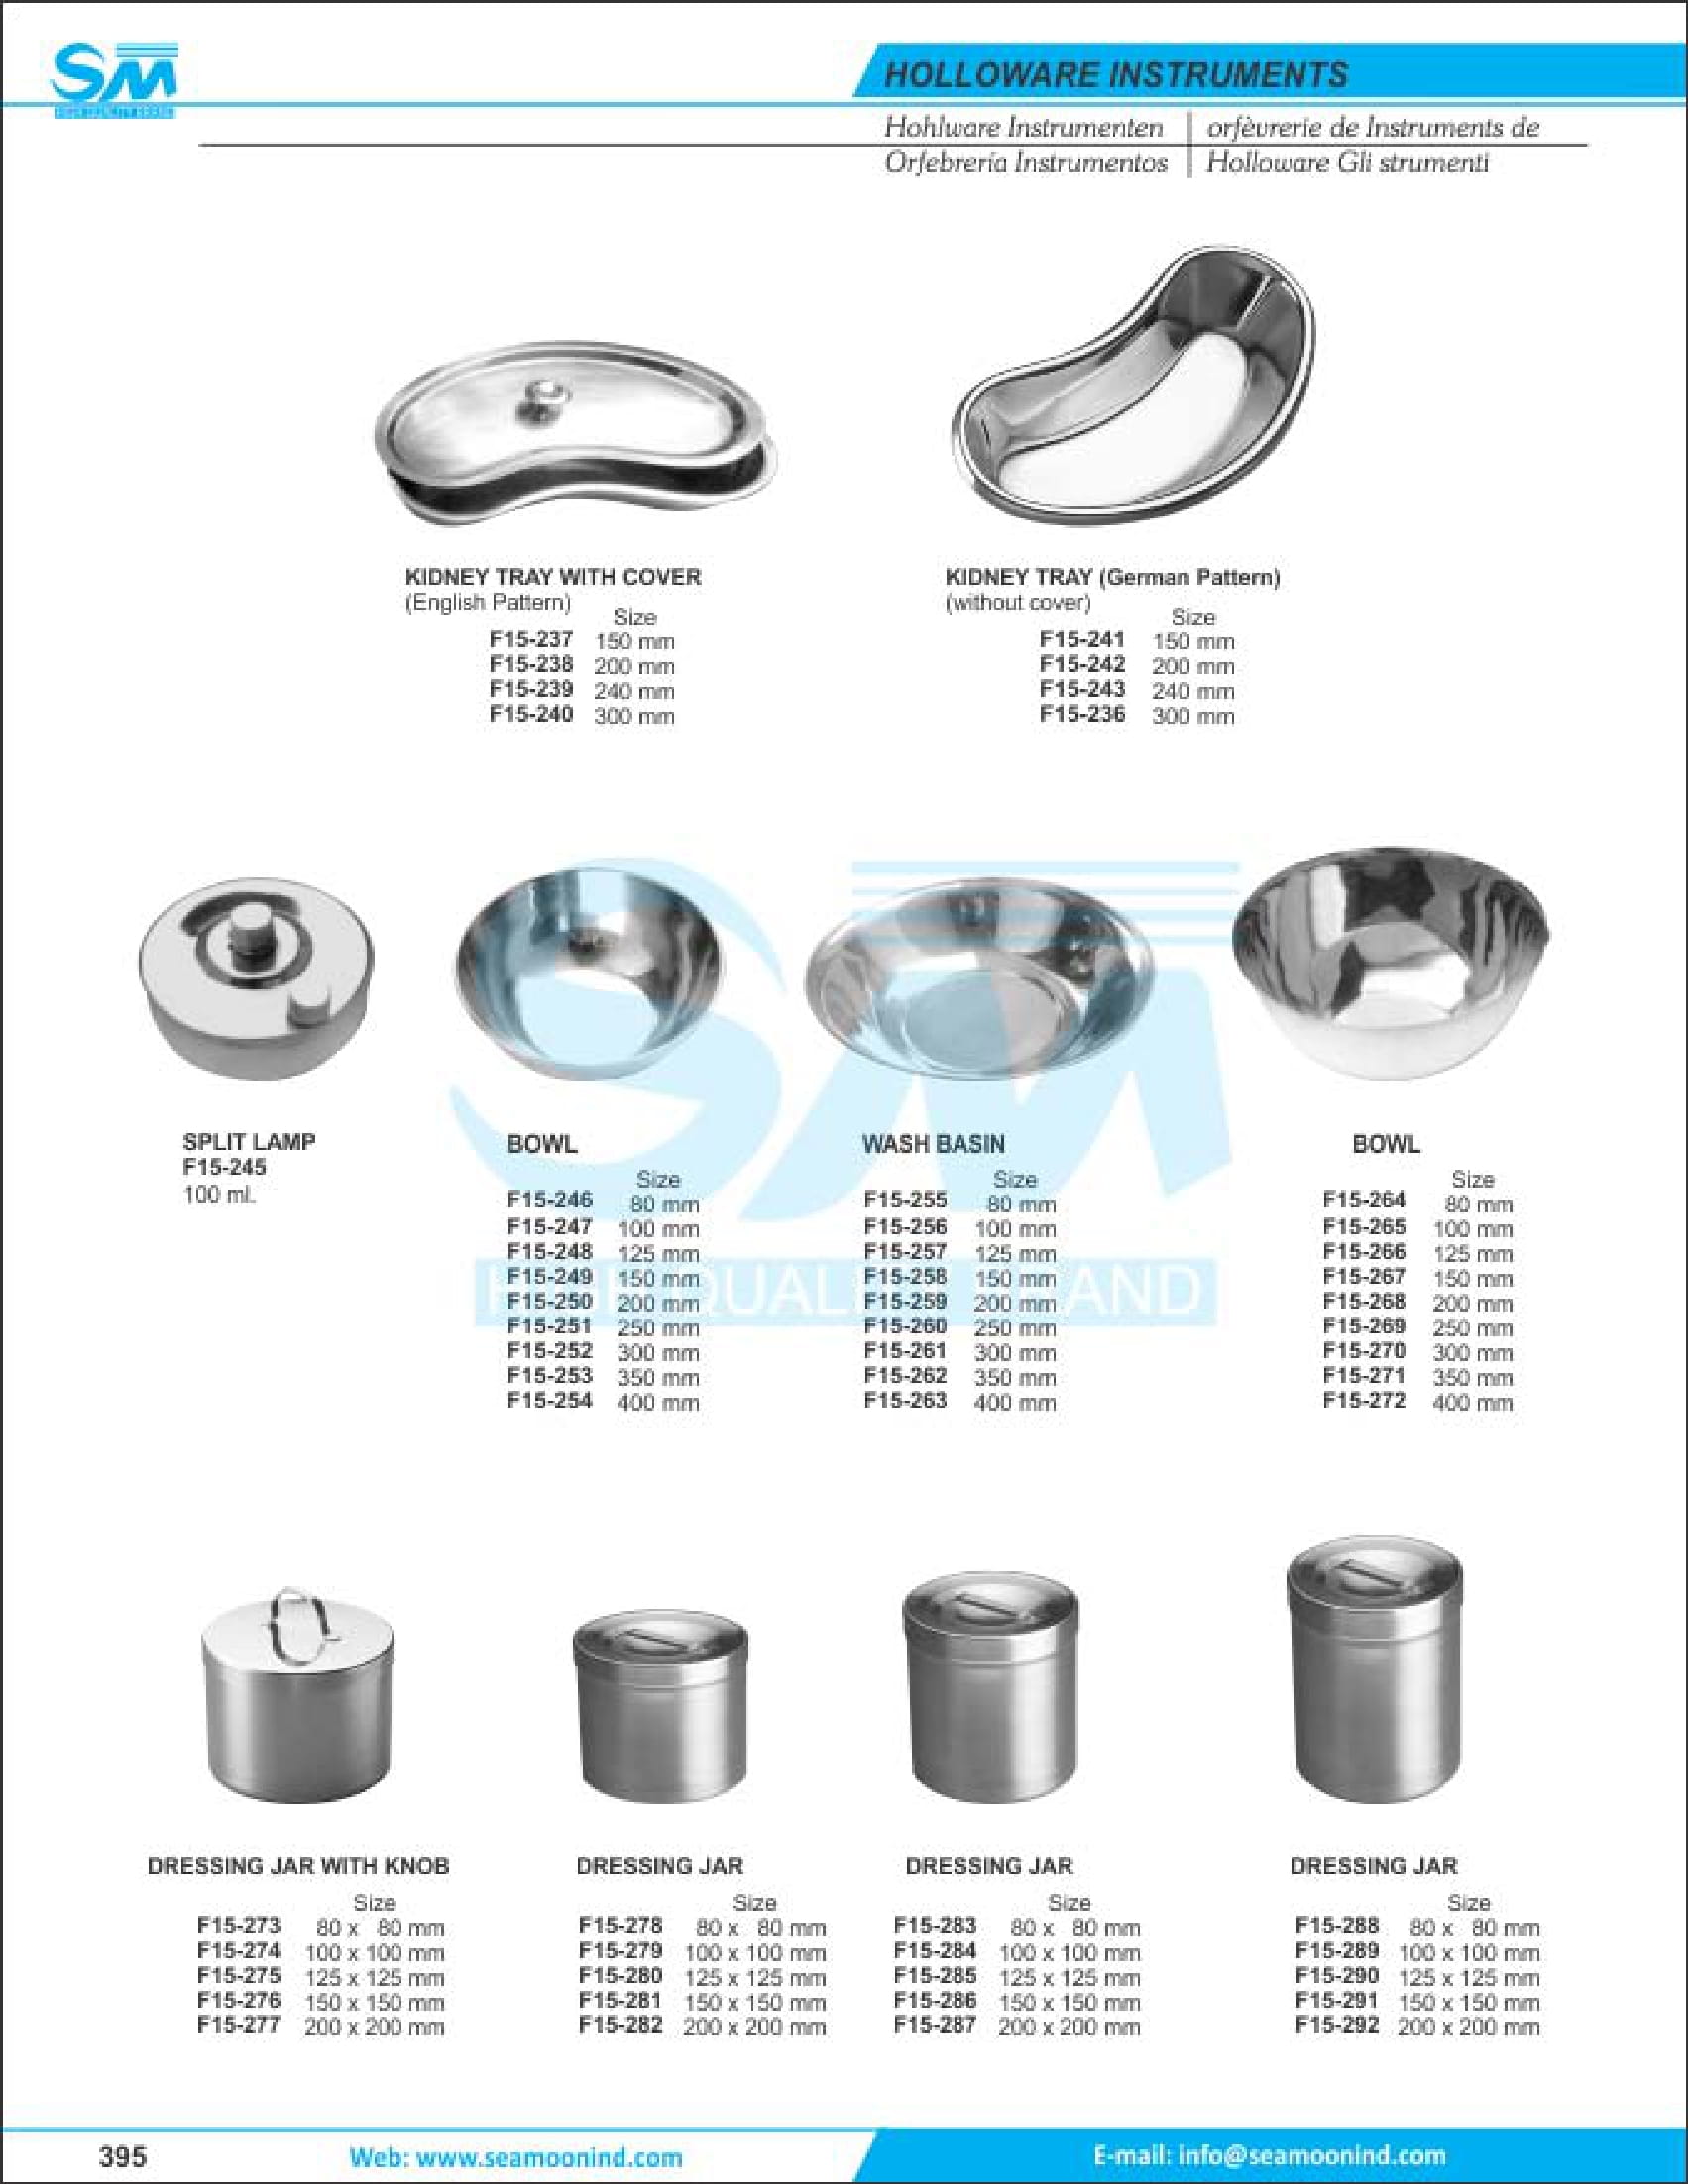 SM
HOLLOWARE INSTRUMENTS
Hohlware Instrumenten
orfèvrerie de Instruments de
Orfebrería Instrumentos
Holloware Gli strumenti
KIDNEY TRAY WITH COVER
(English Pattern)
Size
F15-237 150 mm
F15-238 200 mm
F15-239 240 mm
F15-240 300 mm
KIDNEY TRAY (German Pattern)
(without cover)
Size
F15-241 150 mm
F15-242 200 mm
F15-243 240 mm
F15-236 300 mm
SPLIT LAMP
F15-245
100 ml.
BOWL
Size
F15-246 80 mm
F15-247 100 mm
F15-248 125 mm
F15-249 150 mm
F15-250 200 mm
F15-251 250 mm
F15-252 300 mm
F15-253 350 mm
F15-254 400 mm
WASH BASIN
Size
F15-255 80 mm
F15-256 100 mm
F15-257 125 mm
F15-258 150 mm
F15-259 200 mm
F15-260 250 mm
F15-261 300 mm
F15-262 350 mm
F15-263 400 mm
BOWL
Size
F15-264 80 mm
F15-265 100 mm
F15-266 125 mm
F15-267 150 mm
F15-268 200 mm
F15-269 250 mm
F15-270 300 mm
F15-271 350 mm
F15-272 400 mm
DRESSING JAR WITH KNOB
Size
F15-273 80 x 80 mm
F15-274 100 x 100 mm
F15-275 125 x 125 mm
F15-276 150 x 150 mm
F15-277 200 x 200 mm
DRESSING JAR
Size
F15-278 80 x 80 mm
F15-279 100 x 100 mm
F15-280 125 x 125 mm
F15-281 150 x 150 mm
F15-282 200 x 200 mm
DRESSING JAR
Size
F15-283 80 x 80 mm
F15-284 100 x 100 mm
F15-285 125 x 125 mm
F15-286 150 x 150 mm
F15-287 200 x 200 mm
DRESSING JAR
Size
F15-288 80 x 80 mm
F15-289 100 x 100 mm
F15-290 125 x 125 mm
F15-291 150 x 150 mm
F15-292 200 x 200 mm
395
Web: www.seamoonind.com
E-mail: info@seamoonind.com